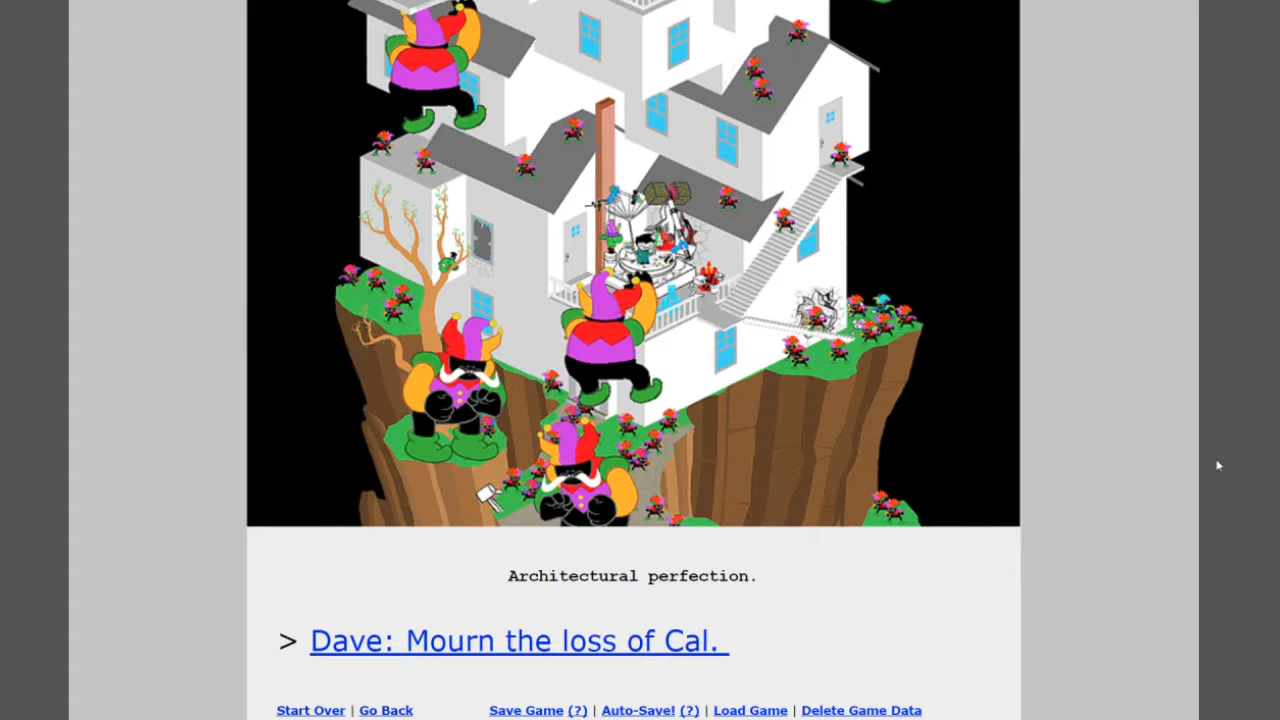 Architectural perfection.
> Dave: Mourn the loss of Cal.
Start Over | Go Back Save Game (?) | Auto-Save! (?) | Load Game | Delete Game Data